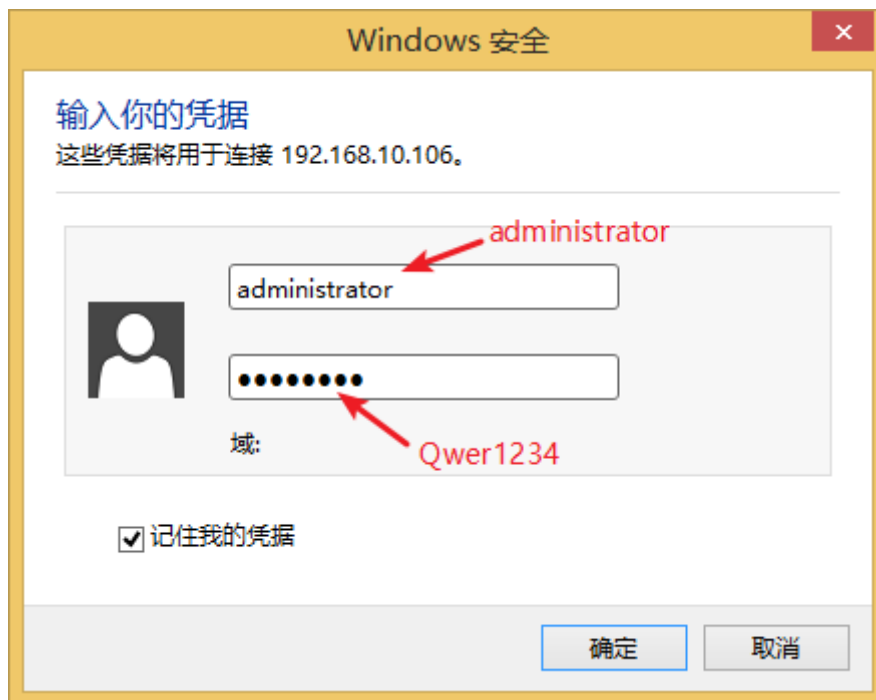 Windows 安全
输入你的凭据
这些凭据将用于连接 192.168.10.106。
administrator
administrator
●●●●●●●●
域:
Qwer1234
记住我的凭据
确定
取消